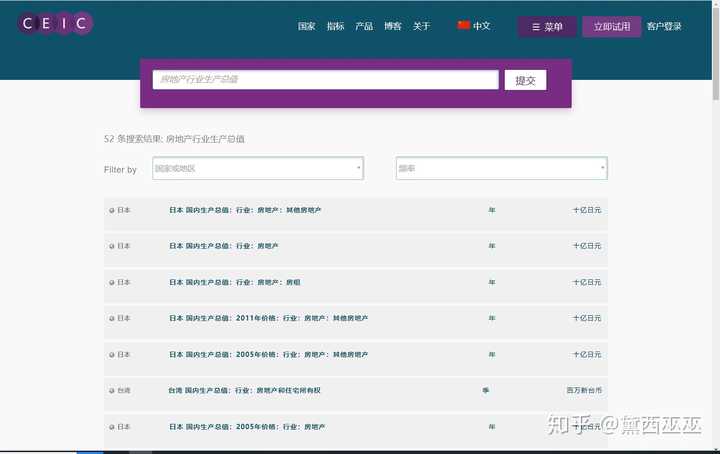 CEIC 国家 指标 产品 博客 关于 中文 ☰ 菜单 立即试用 客户登录
房地产行业生产总值 提交
52 条搜索结果: 房地产行业生产总值
Filter by 国家或地区 频率
日本 日本 国内生产总值：行业：房地产：其他房地产 年 十亿日元
日本 日本 国内生产总值：行业：房地产 年 十亿日元
日本 日本 国内生产总值：行业：房地产：房租 年 十亿日元
日本 日本 国内生产总值：2011年价格：行业：房地产：其他房地产 年 十亿日元
日本 日本 国内生产总值：2005年价格：行业：房地产：其他房地产 年 十亿日元
台湾 台湾 国内生产总值：行业：房地产和住宅所有权 季 百万新台币
日本 日本 国内生产总值：2005年价格：行业：房地产 年 十亿日元
知乎 @黛西巫巫